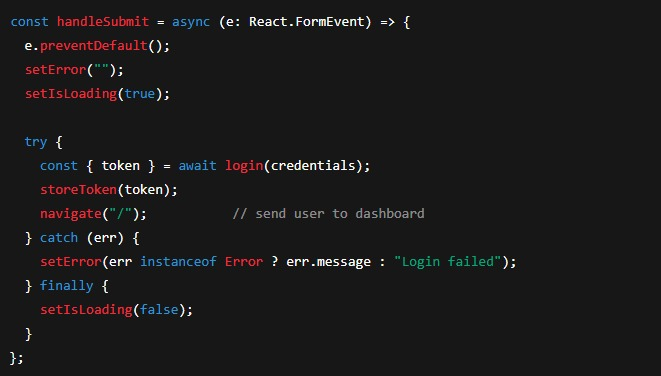 const handleSubmit = async (e: React.FormEvent) => {
  e.preventDefault();
  setError("");
  setIsLoading(true);

  try {
    const { token } = await login(credentials);
    storeToken(token);
    navigate("/");           // send user to dashboard
  } catch (err) {
    setError(err instanceof Error ? err.message : "Login failed");
  } finally {
    setIsLoading(false);
  }
};